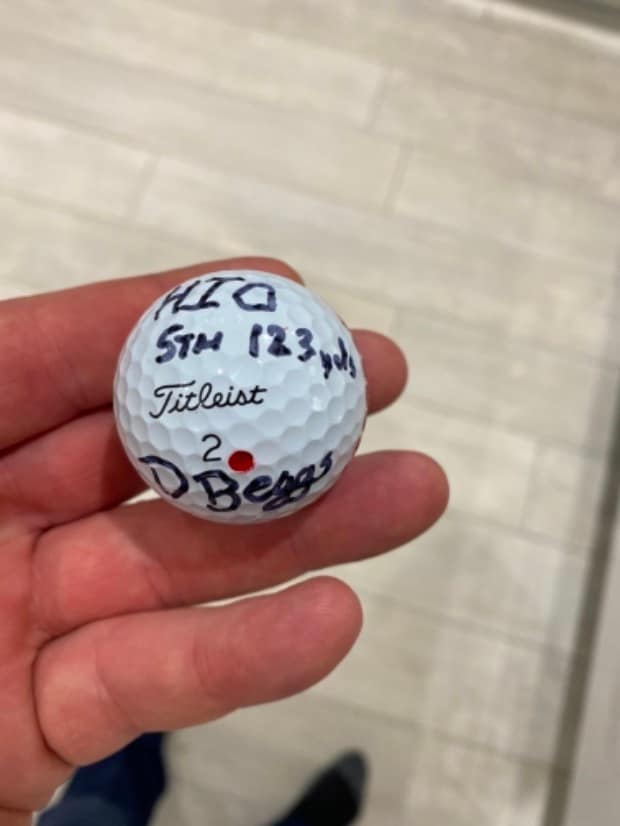 HIO
5TH 123 yds
Titleist
2
D Beggs